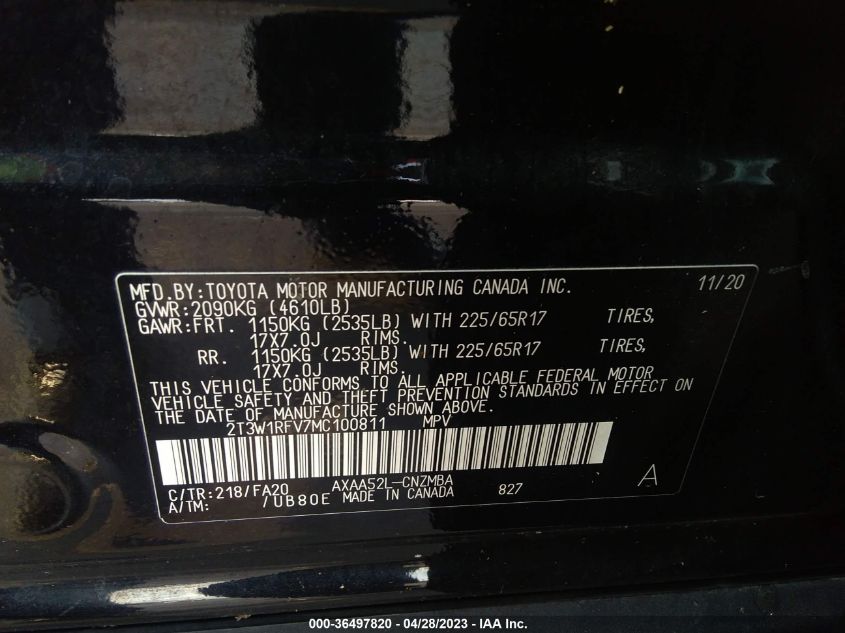 MFD.BY:TOYOTA MOTOR MANUFACTURING CANADA INC. 11/20
GVWR:2090KG (4610LB)
GAWR:FRT. 1150KG (2535LB) WITH 225/65R17 TIRES,
17X7.0J RIMS.
RR. 1150KG (2535LB) WITH 225/65R17 TIRES,
17X7.0J RIMS.
THIS VEHICLE CONFORMS TO ALL APPLICABLE FEDERAL MOTOR
VEHICLE SAFETY AND THEFT PREVENTION STANDARDS IN EFFECT ON
THE DATE OF MANUFACTURE SHOWN ABOVE.
2T3W1RFV7MC100811 MPV
C/TR:218/FA20 AXAA52L-CNZMBA A
A/TM: /UB80E MADE IN CANADA 827
000-36497820 - 04/28/2023 - IAA Inc.